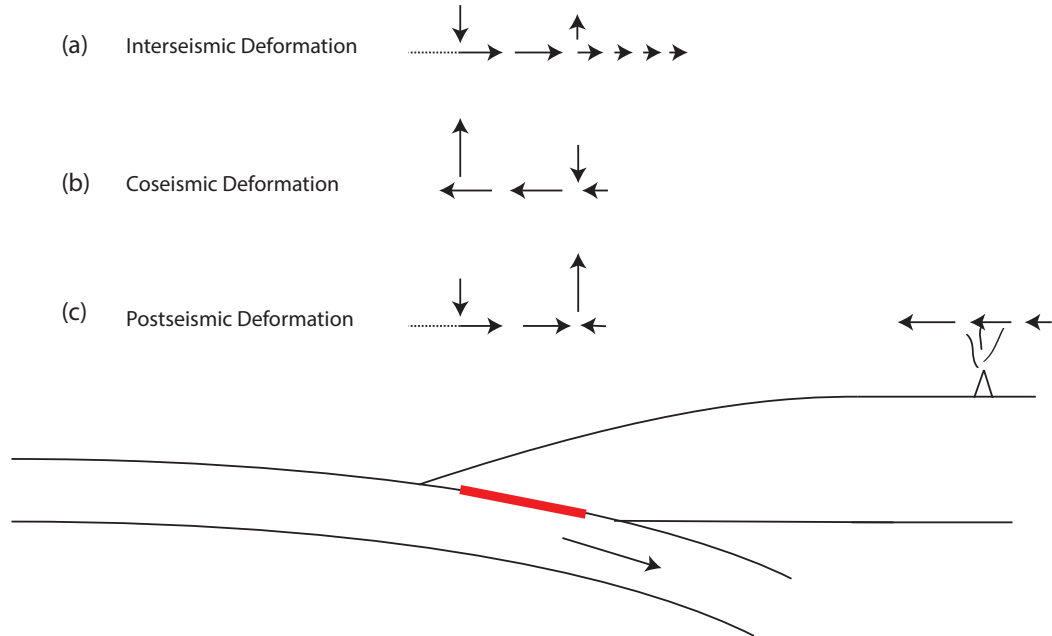 (a) Interseismic Deformation
(b) Coseismic Deformation
(c) Postseismic Deformation